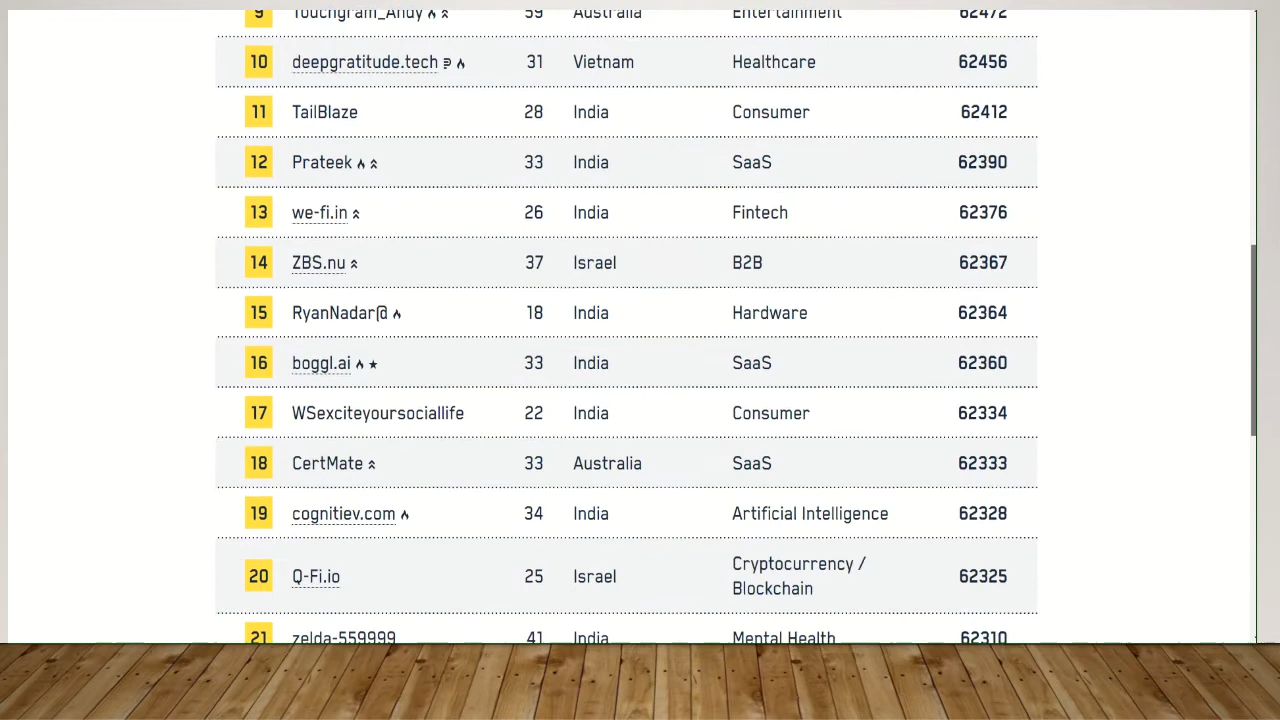 9 Touchgram_Andy 59 Australia Entertainment 62472
10 deepgratitude.tech 31 Vietnam Healthcare 62456
11 TailBlaze 28 India Consumer 62412
12 Prateek 33 India SaaS 62390
13 we-fi.in 26 India Fintech 62376
14 ZBS.nu 37 Israel B2B 62367
15 RyanNadar@ 18 India Hardware 62364
16 boggl.ai 33 India SaaS 62360
17 WSexciteyoursociallife 22 India Consumer 62334
18 CertMate 33 Australia SaaS 62333
19 cognitiev.com 34 India Artificial Intelligence 62328
20 Q-Fi.io 25 Israel Cryptocurrency / 62325
Blockchain
21 zelda-559999 41 India Mental Health 62310